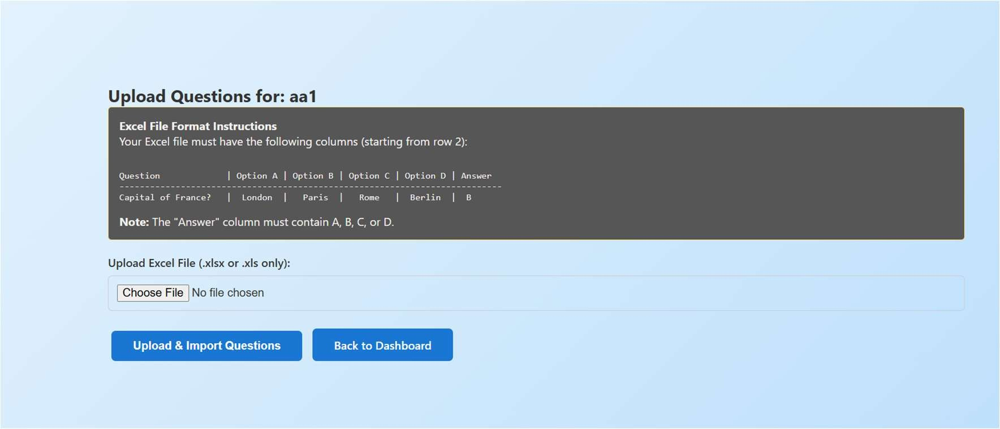 Upload Questions for: aa1
Excel File Format Instructions
Your Excel file must have the following columns (starting from row 2):
Question             | Option A | Option B | Option C | Option D | Answer
---------------------------------------------------------------------------
Capital of France?   |  London  |   Paris  |   Rome   |  Berlin  |  B
Note: The "Answer" column must contain A, B, C, or D.
Upload Excel File (.xlsx or .xls only):
Choose File No file chosen
Upload & Import Questions Back to Dashboard